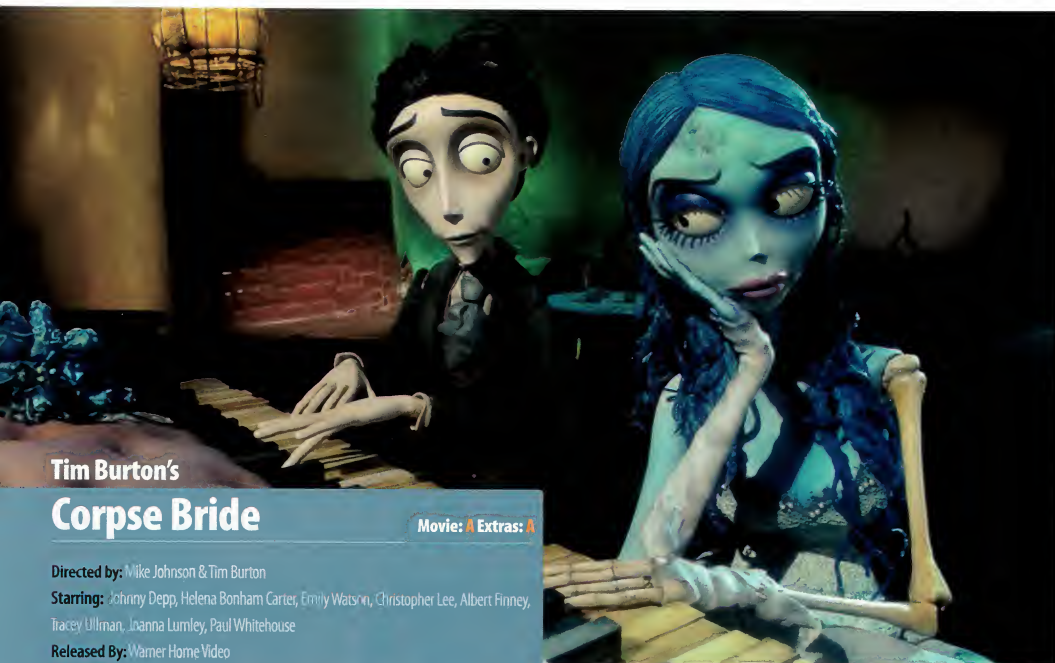 Tim Burton's
Corpse Bride
Movie: A Extras: A
Directed by: Mike Johnson & Tim Burton
Starring: Johnny Depp, Helena Bonham Carter, Emily Watson, Christopher Lee, Albert Finney,
Tracey Ullman, Joanna Lumley, Paul Whitehouse
Released By: Warner Home Video